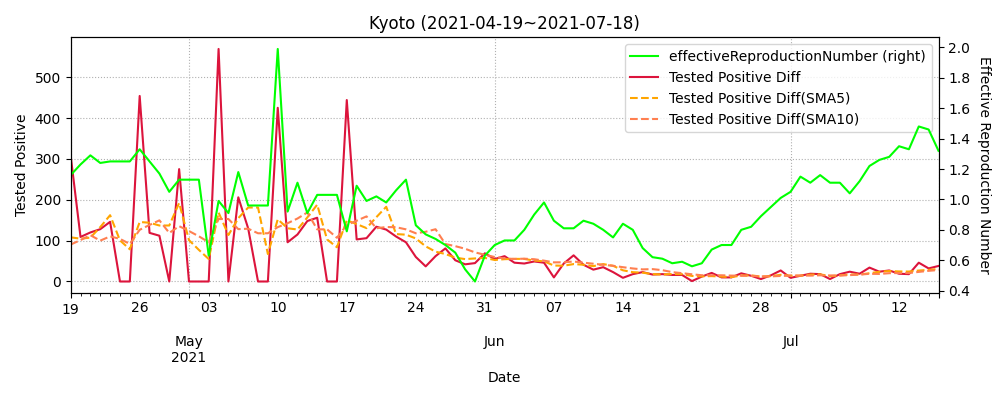 Kyoto (2021-04-19~2021-07-18)
effectiveReproductionNumber (right)
Tested Positive Diff
Tested Positive Diff(SMA5)
Tested Positive Diff(SMA10)
Tested Positive
500
400
300
200
100
0
2.0
1.8
1.6
1.4
1.2
1.0
0.8
0.6
0.4
Effective Reproduction Number
19 26 03 10 17 24 31 07 14 21 28 05 12
May Jun Jul
2021
Date